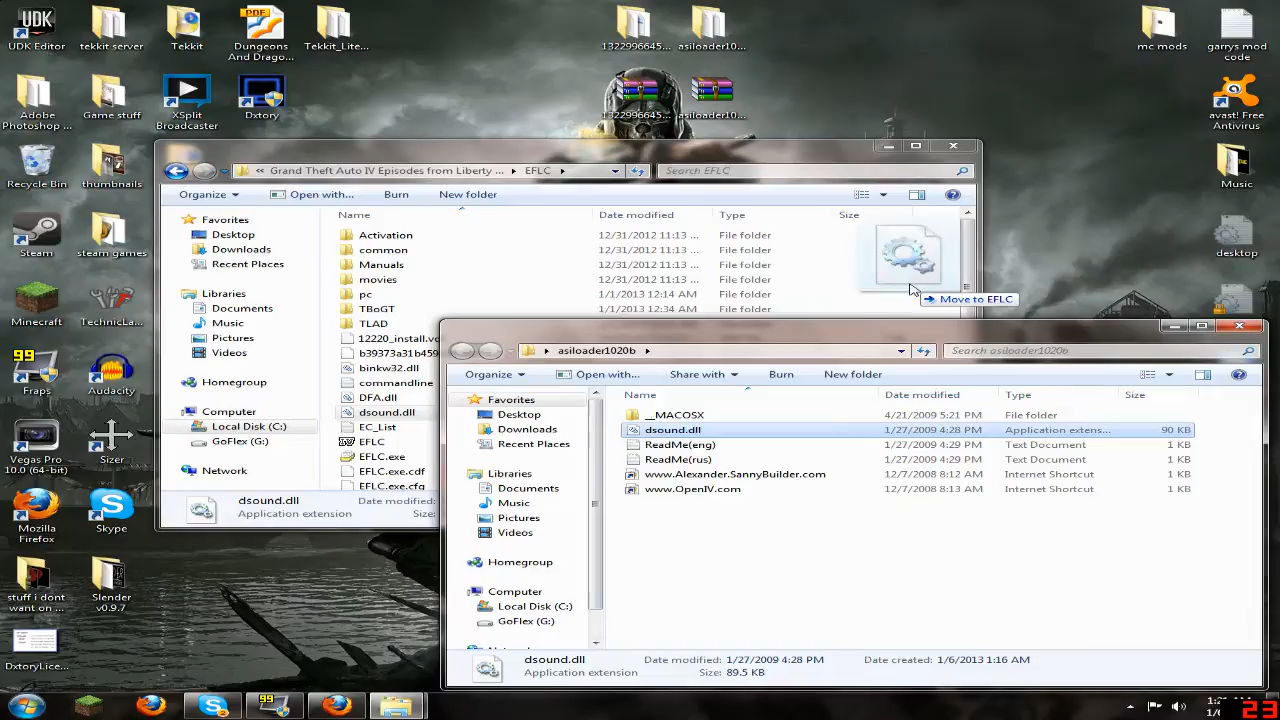 UDK
UDK Editor
tekkit server
Tekkit
PDF
Dungeons
And Drago...
Tekkit_Lite...
1322996645...
asiloader10...
mc mods
garrys mod
code
Adobe
Photoshop ...
Game stuff
XSplit
Broadcaster
Dxtory
1322996645...
asiloader10...
avast! Free
Antivirus
Recycle Bin
thumbnails
Music
Steam
steam games
desktop
Minecraft
TechnicLa...
99
Fraps
Audacity
Vegas Pro
10.0 (64-bit)
Sizer
Mozilla
Firefox
Skype
stuff i dont
want on ...
Slender
v0.9.7
DxtoryLice...
« Grand Theft Auto IV Episodes from Liberty ...
EFLC
Search EFLC
Organize
Open with...
Burn
New folder
Favorites
Desktop
Downloads
Recent Places
Libraries
Documents
Music
Pictures
Videos
Homegroup
Computer
Local Disk (C:)
GoFlex (G:)
Network
Name
Date modified
Type
Size
Activation 12/31/2012 11:13 ... File folder
common 12/31/2012 11:13 ... File folder
Manuals 12/31/2012 11:13 ... File folder
movies 12/31/2012 11:13 ... File folder
pc 1/1/2013 12:14 AM File folder
TBoGT 1/1/2013 12:34 AM File folder
TLAD
12220_install.vo
b39373a31b459
binkw32.dll
commandline
DFA.dll
dsound.dll
EC_List
EFLC
EFLC.exe
EFLC.exe.cdf
EFLC.exe.cfg
dsound.dll Date modified:
Application extension Size:
Move to EFLC
asiloader1020b
Search asiloader1020b
Organize
Open with...
Share with
Burn
New folder
Favorites
Desktop
Downloads
Recent Places
Libraries
Documents
Music
Pictures
Videos
Homegroup
Computer
Local Disk (C:)
GoFlex (G:)
Name
Date modified
Type
Size
__MACOSX 4/21/2009 5:21 PM File folder
dsound.dll 1/27/2009 4:28 PM Application extens... 90 KB
ReadMe(eng) 1/27/2009 4:29 PM Text Document 1 KB
ReadMe(rus) 1/27/2009 4:29 PM Text Document 1 KB
www.Alexander.SannyBuilder.com 12/7/2008 8:12 AM Internet Shortcut 1 KB
www.OpenIV.com 12/7/2008 8:13 AM Internet Shortcut 1 KB
dsound.dll Date modified: 1/27/2009 4:28 PM Date created: 1/6/2013 1:16 AM
Application extension Size: 89.5 KB
2
99
23